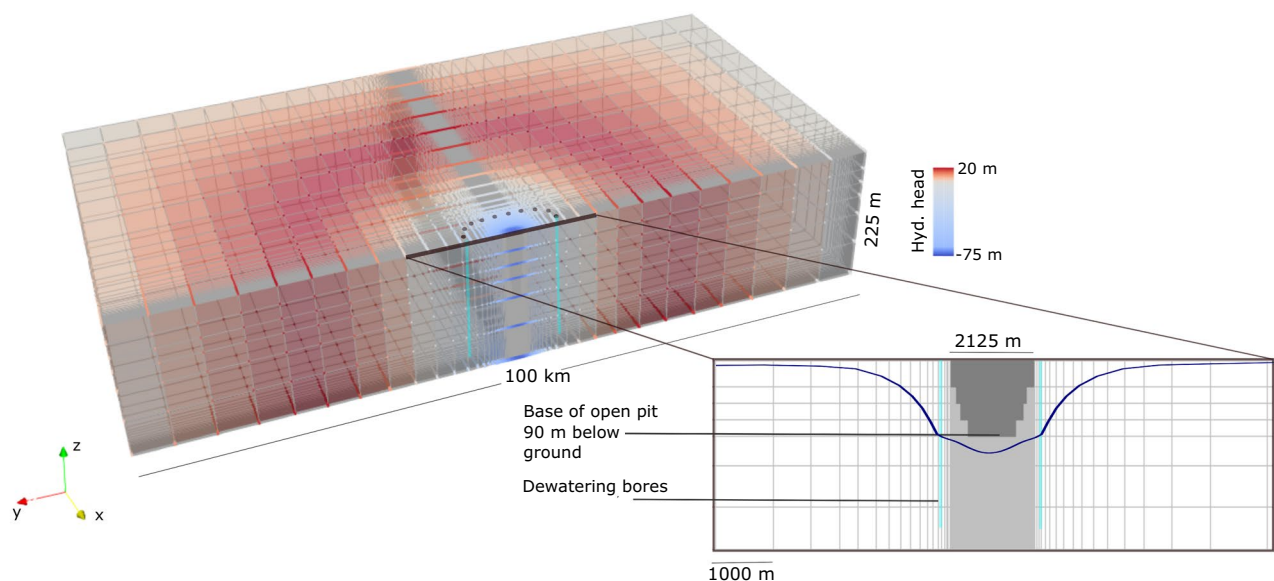 20 m
Hyd. head
-75 m
225 m
100 km
z
y
x
2125 m
Base of open pit
90 m below
ground
Dewatering bores
1000 m